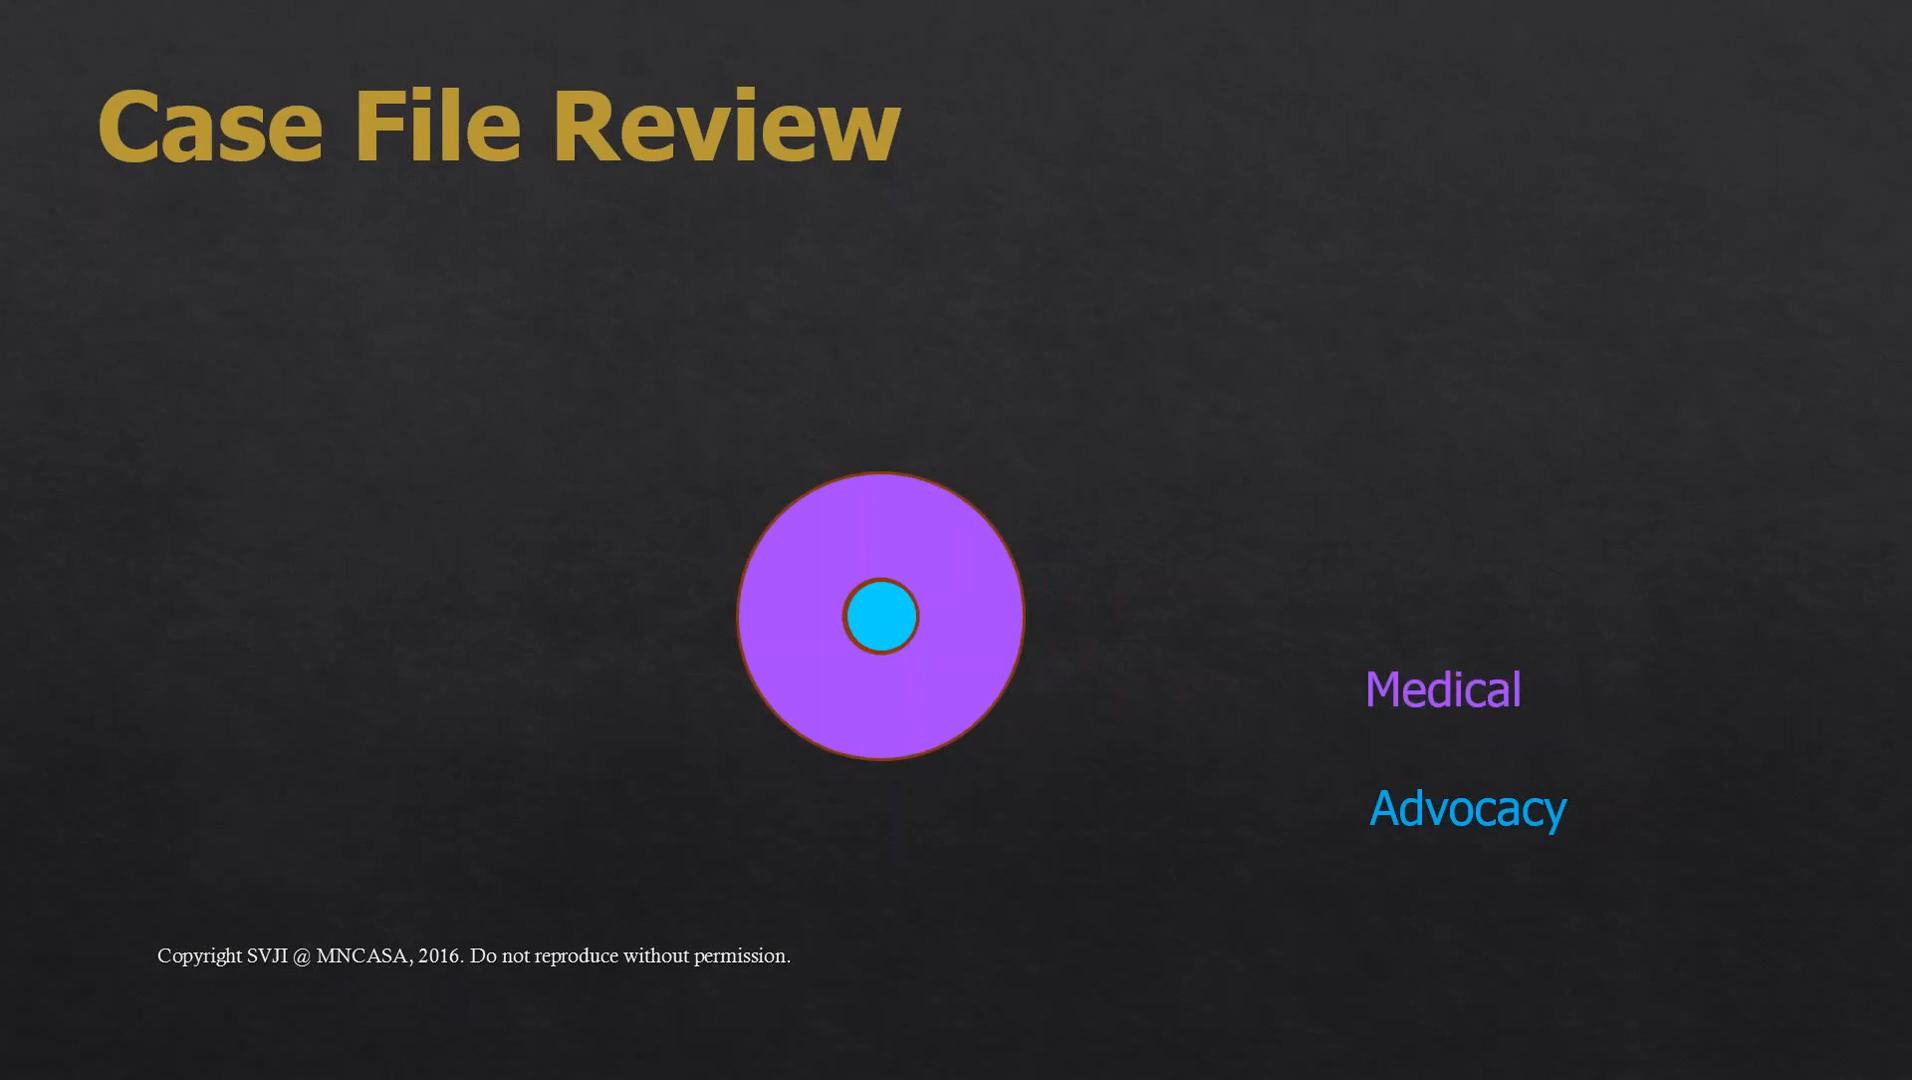 Case File Review
Medical
Advocacy
Copyright SVJI @ MNCASA, 2016. Do not reproduce without permission.